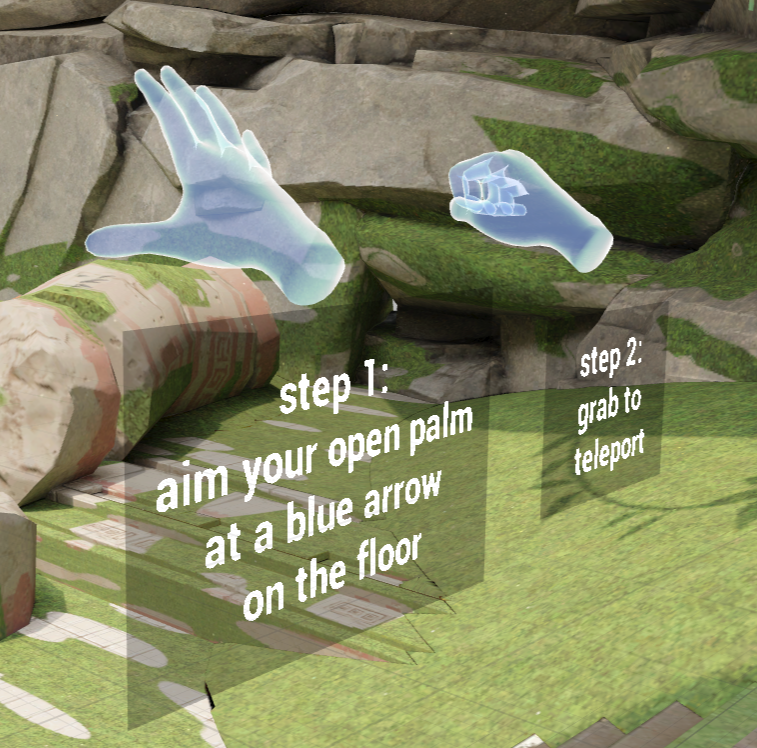 step 1:
aim your open palm
at a blue arrow
on the floor
step 2:
grab to
teleport